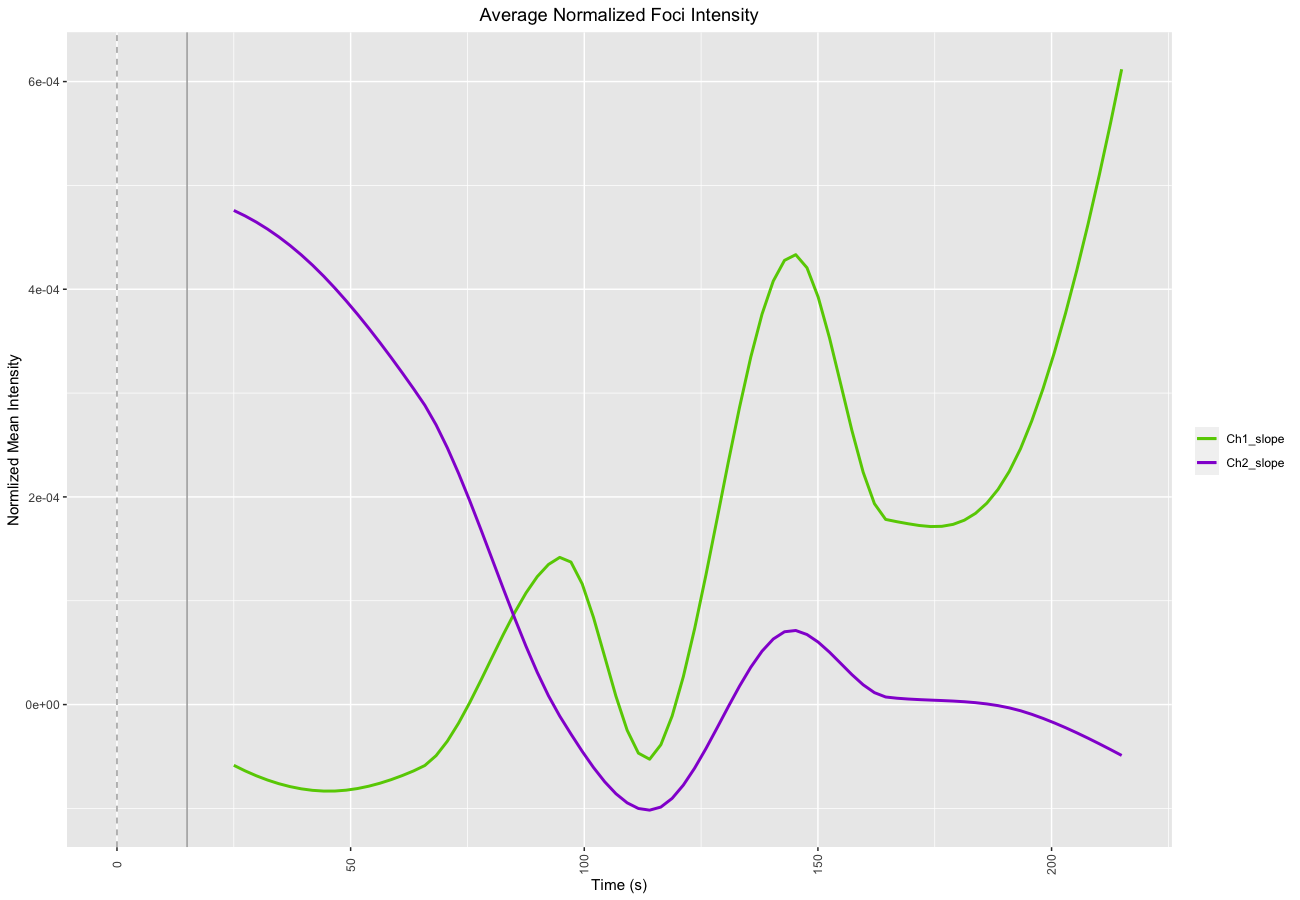 Average Normalized Foci Intensity
Normlized Mean Intensity
6e-04
4e-04
2e-04
0e+00
0
50
100
150
200
Time (s)
Ch1_slope
Ch2_slope